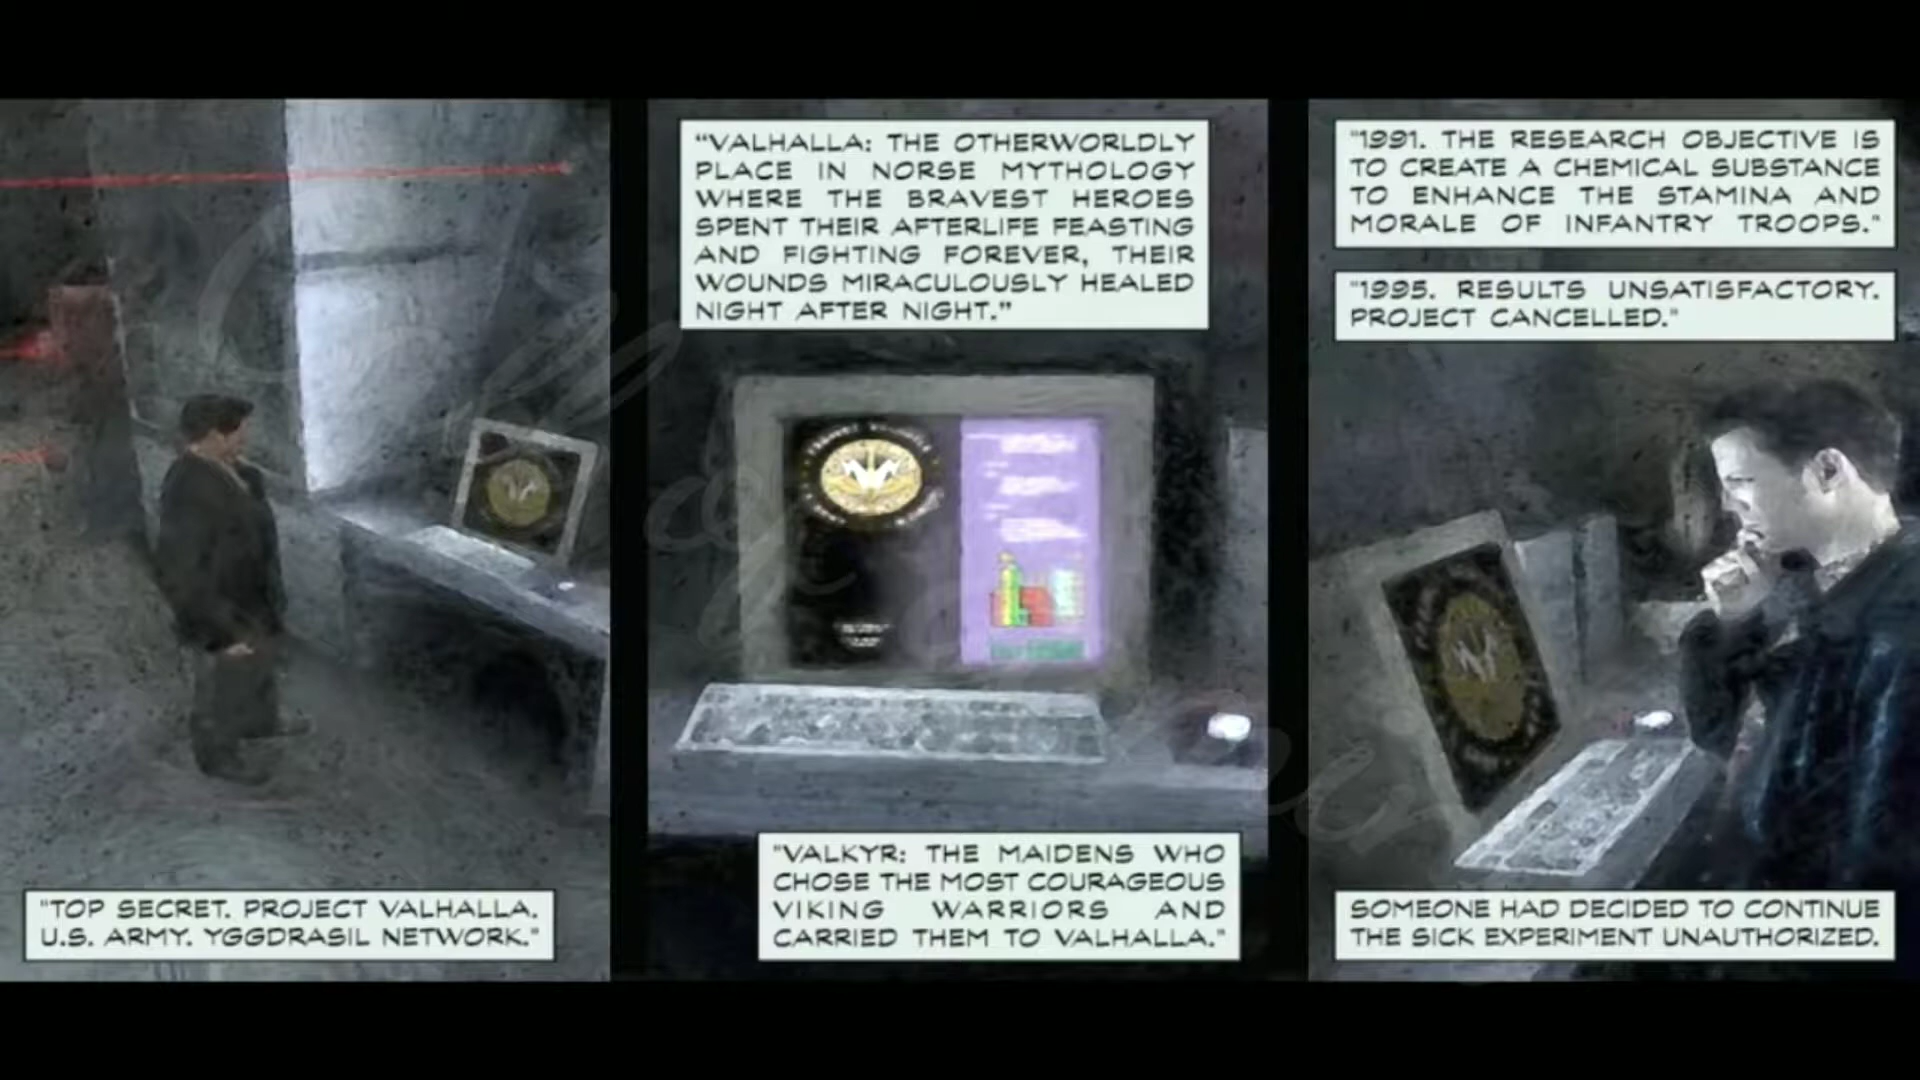 "TOP SECRET. PROJECT VALHALLA.
U.S. ARMY. YGGDRASIL NETWORK."
"VALHALLA: THE OTHERWORLDLY
PLACE IN NORSE MYTHOLOGY
WHERE THE BRAVEST HEROES
SPENT THEIR AFTERLIFE FEASTING
AND FIGHTING FOREVER, THEIR
WOUNDS MIRACULOUSLY HEALED
NIGHT AFTER NIGHT."
"VALKYR: THE MAIDENS WHO
CHOSE THE MOST COURAGEOUS
VIKING WARRIORS AND
CARRIED THEM TO VALHALLA."
"1991. THE RESEARCH OBJECTIVE IS
TO CREATE A CHEMICAL SUBSTANCE
TO ENHANCE THE STAMINA AND
MORALE OF INFANTRY TROOPS."
"1995. RESULTS UNSATISFACTORY.
PROJECT CANCELLED."
SOMEONE HAD DECIDED TO CONTINUE
THE SICK EXPERIMENT UNAUTHORIZED.